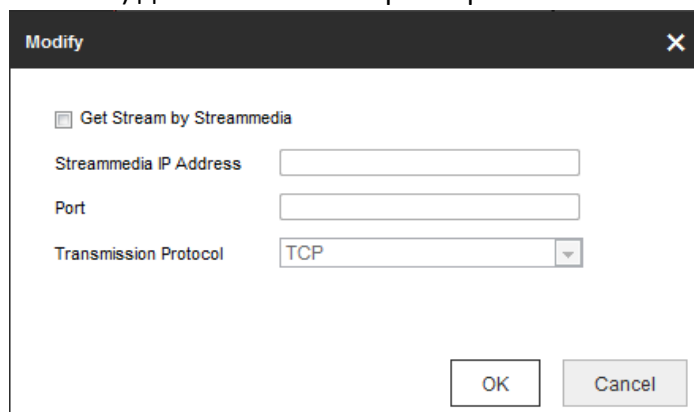 Modify
Get Stream by Streammedia
Streammedia IP Address
Port
Transmission Protocol TCP
OK Cancel